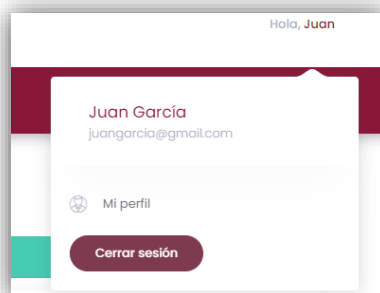 Hola, Juan
Juan García
juangarcia@gmail.com
Mi perfil
Cerrar sesión